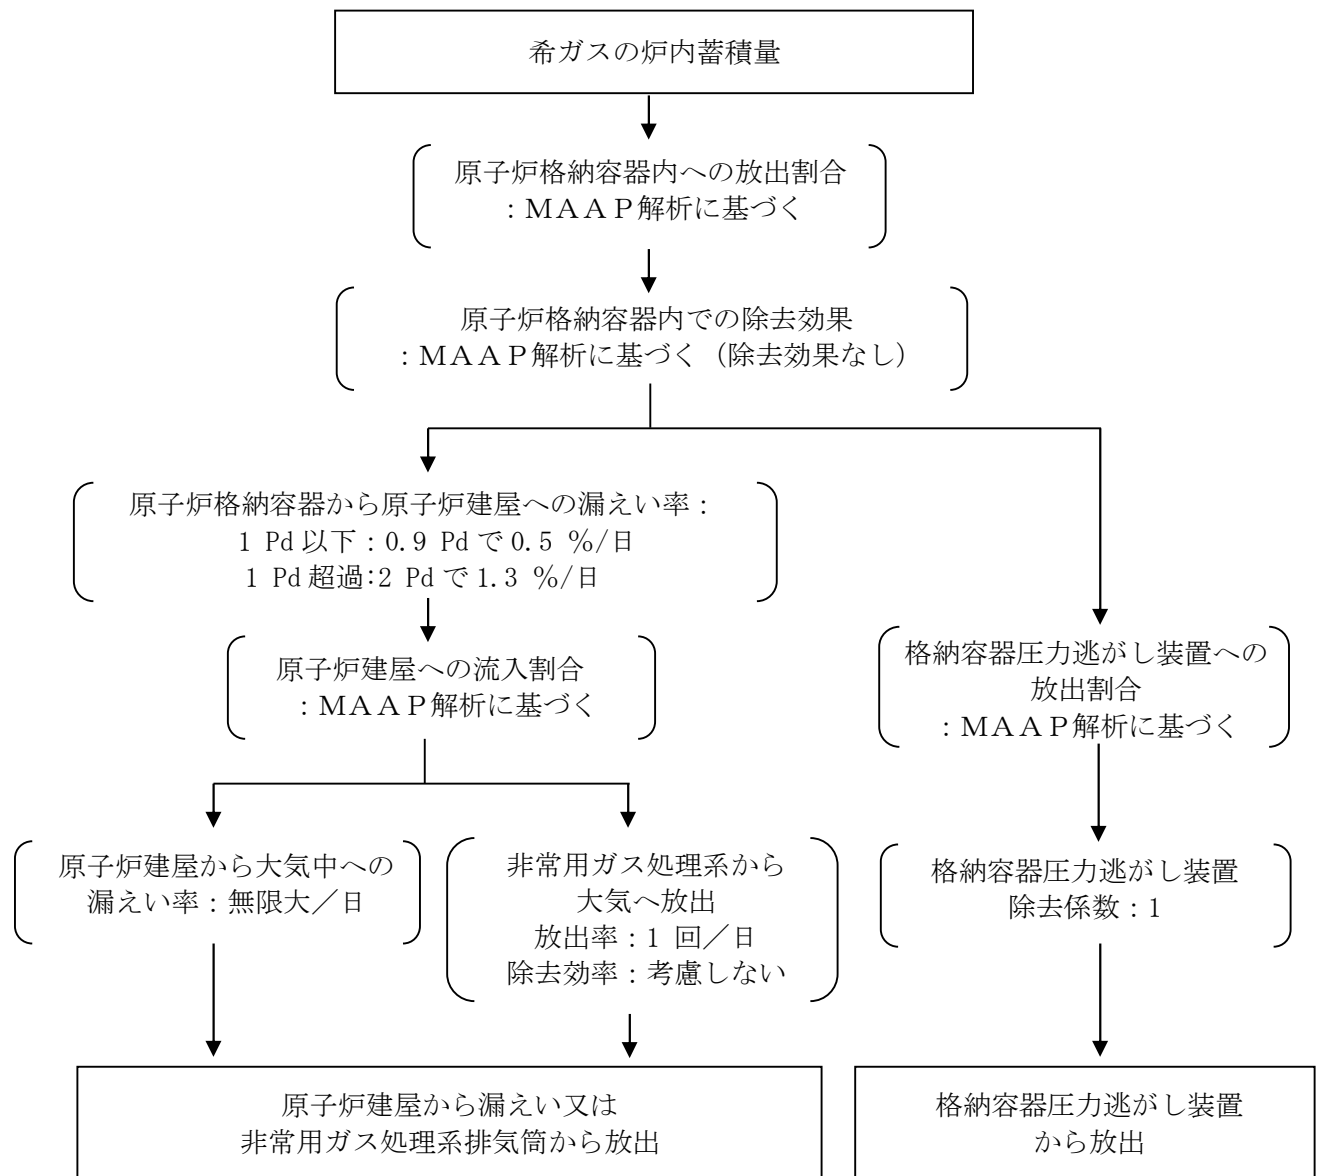 希ガスの炉内蓄積量
原子炉格納容器内への放出割合
：ＭＡＡＰ解析に基づく
原子炉格納容器内での除去効果
：ＭＡＡＰ解析に基づく（除去効果なし）
原子炉格納容器から原子炉建屋への漏えい率：
1 Pd 以下：0.9 Pd で 0.5 %/日
1 Pd 超過:2 Pd で 1.3 %/日
原子炉建屋への流入割合
：ＭＡＡＰ解析に基づく
格納容器圧力逃がし装置への
放出割合
：ＭＡＡＰ解析に基づく
原子炉建屋から大気中への
漏えい率：無限大／日
非常用ガス処理系から
大気へ放出
放出率：1 回／日
除去効率：考慮しない
格納容器圧力逃がし装置
除去係数：1
原子炉建屋から漏えい又は
非常用ガス処理系排気筒から放出
格納容器圧力逃がし装置
から放出